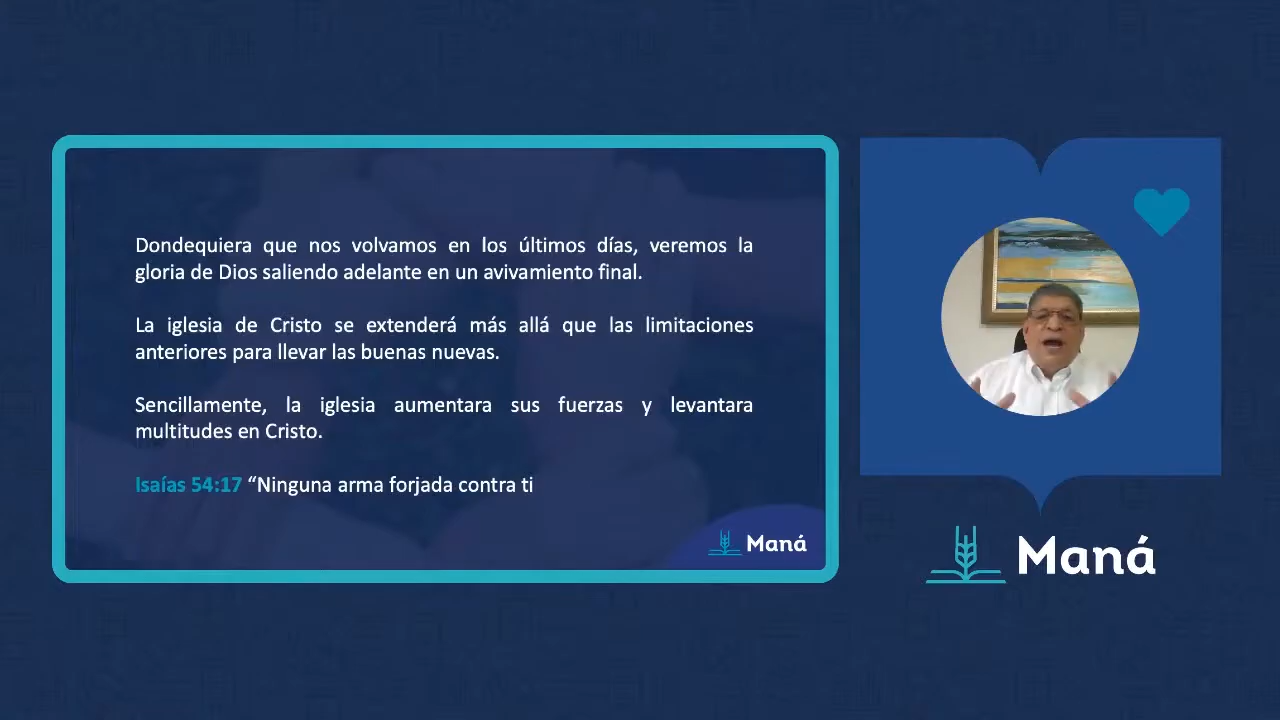 Dondequiera que nos volvamos en los últimos días, veremos la
gloria de Dios saliendo adelante en un avivamiento final.
La iglesia de Cristo se extenderá más allá que las limitaciones
anteriores para llevar las buenas nuevas.
Sencillamente, la iglesia aumentara sus fuerzas y levantara
multitudes en Cristo.
Isaías 54:17 “Ninguna arma forjada contra ti
Maná
Maná